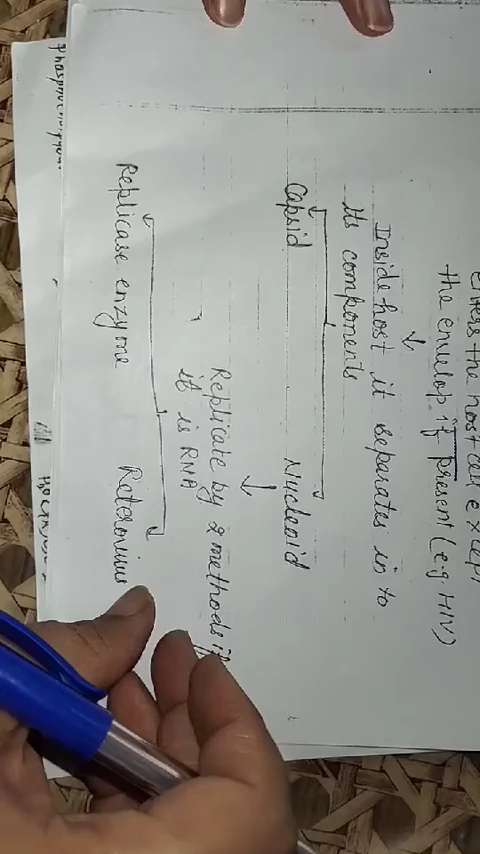 enters the host cell except
the envelop if present (e.g. HIV)
Inside host it separates in to
its components
Capsid Nucleoid
Replicate by 2 methods if
it is RNA
Replicase enzyme Reterovirus